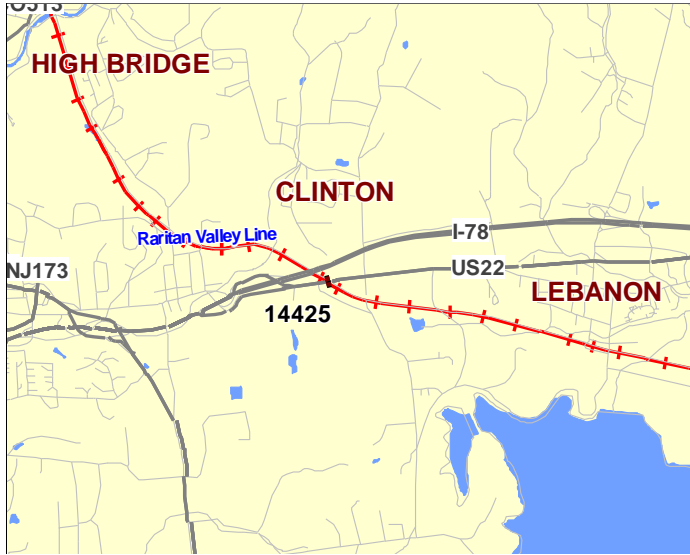 HIGH BRIDGE
CLINTON
Raritan Valley Line
I-78
NJ173
US22
LEBANON
14425